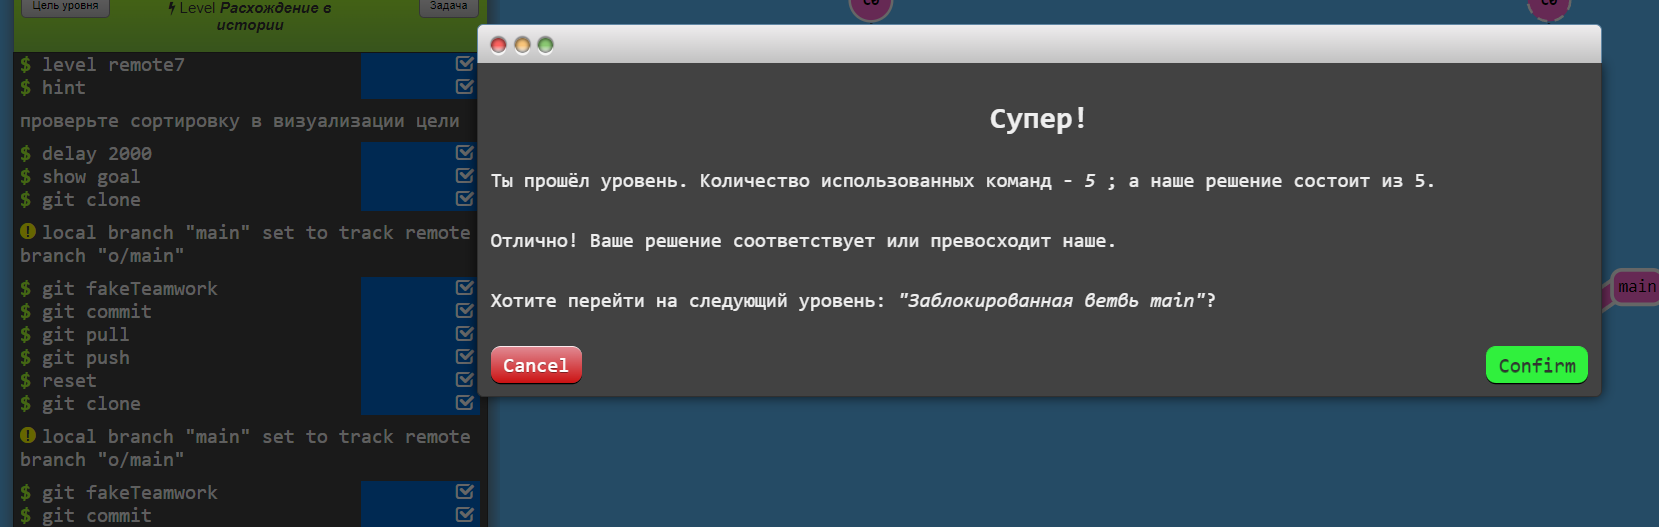 Цель уровня
Level Расхождение в
истории
Задача
$ level remote7
$ hint
проверьте сортировку в визуализации цели
$ delay 2000
$ show goal
$ git clone
local branch "main" set to track remote
branch "o/main"
$ git fakeTeamwork
$ git commit
$ git pull
$ git push
$ reset
$ git clone
local branch "main" set to track remote
branch "o/main"
$ git fakeTeamwork
$ git commit
c0
c0
Супер!
Ты прошёл уровень. Количество использованных команд - 5 ; а наше решение состоит из 5.
Отлично! Ваше решение соответствует или превосходит наше.
Хотите перейти на следующий уровень: "Заблокированная ветвь main"?
Cancel
Confirm
main